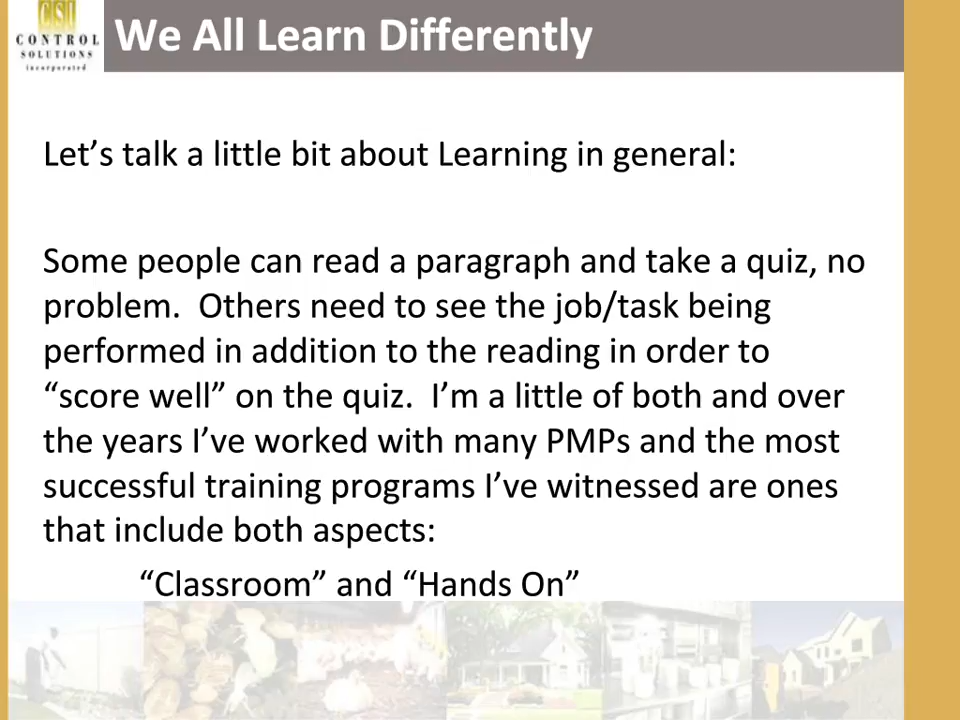 CSI
CONTROL
SOLUTIONS
incorporated
We All Learn Differently
Let’s talk a little bit about Learning in general:
Some people can read a paragraph and take a quiz, no
problem.  Others need to see the job/task being
performed in addition to the reading in order to
“score well” on the quiz.  I’m a little of both and over
the years I’ve worked with many PMPs and the most
successful training programs I’ve witnessed are ones
that include both aspects:
“Classroom” and “Hands On”